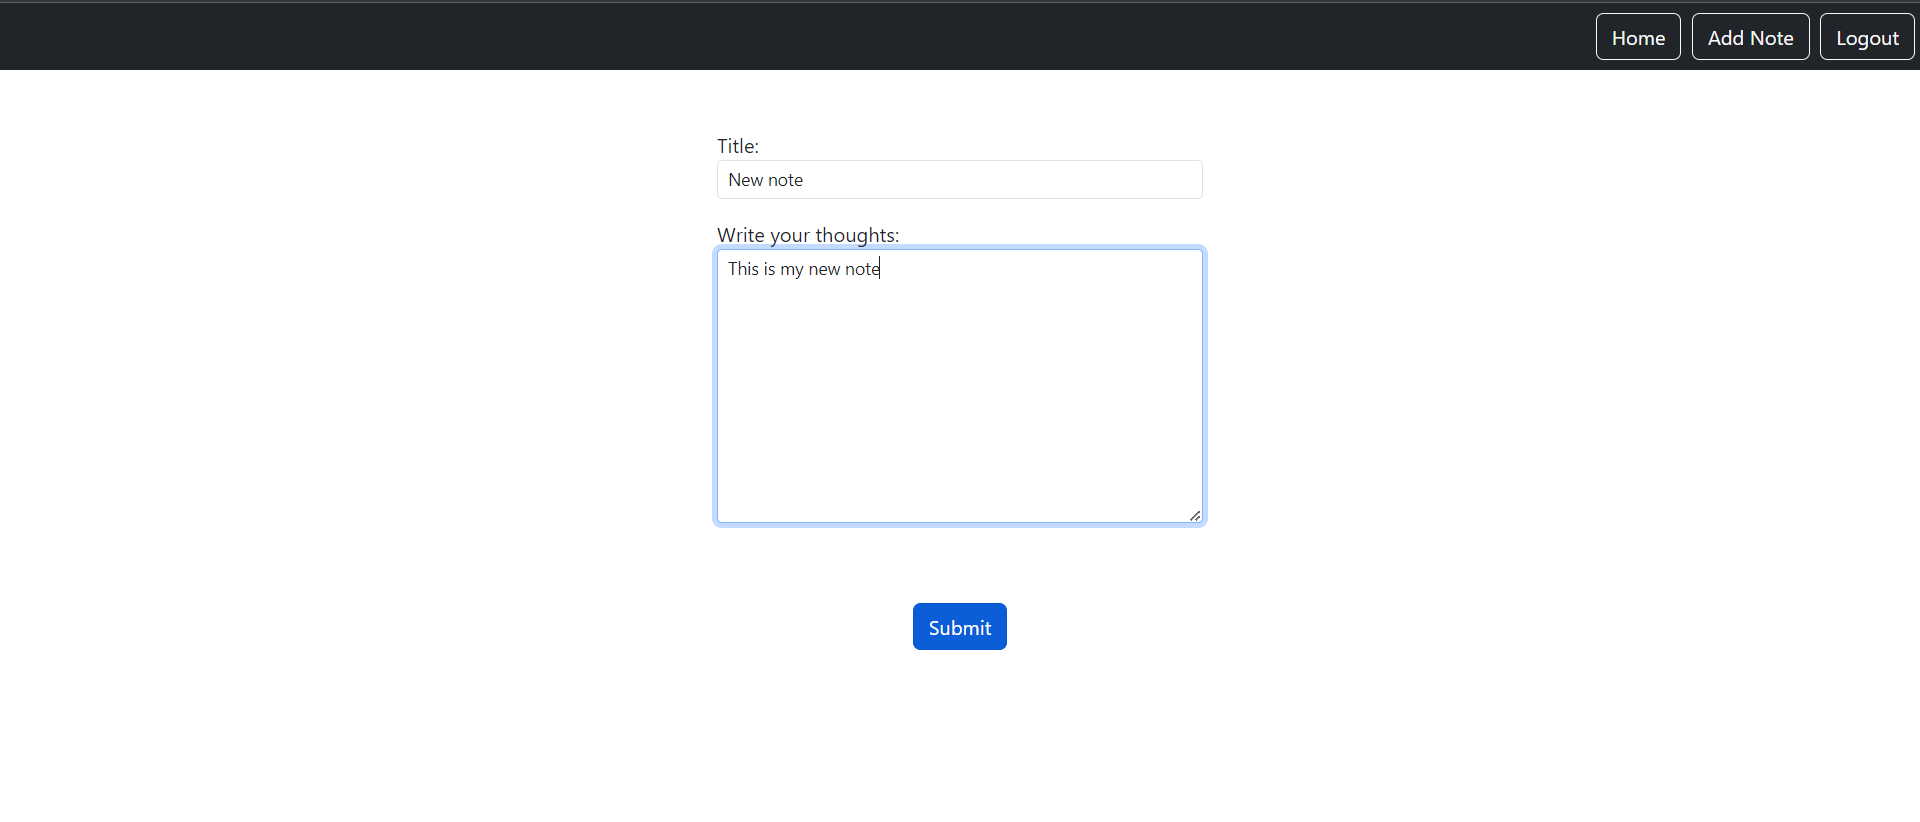 Home Add Note Logout
Title:
New note
Write your thoughts:
This is my new note
Submit